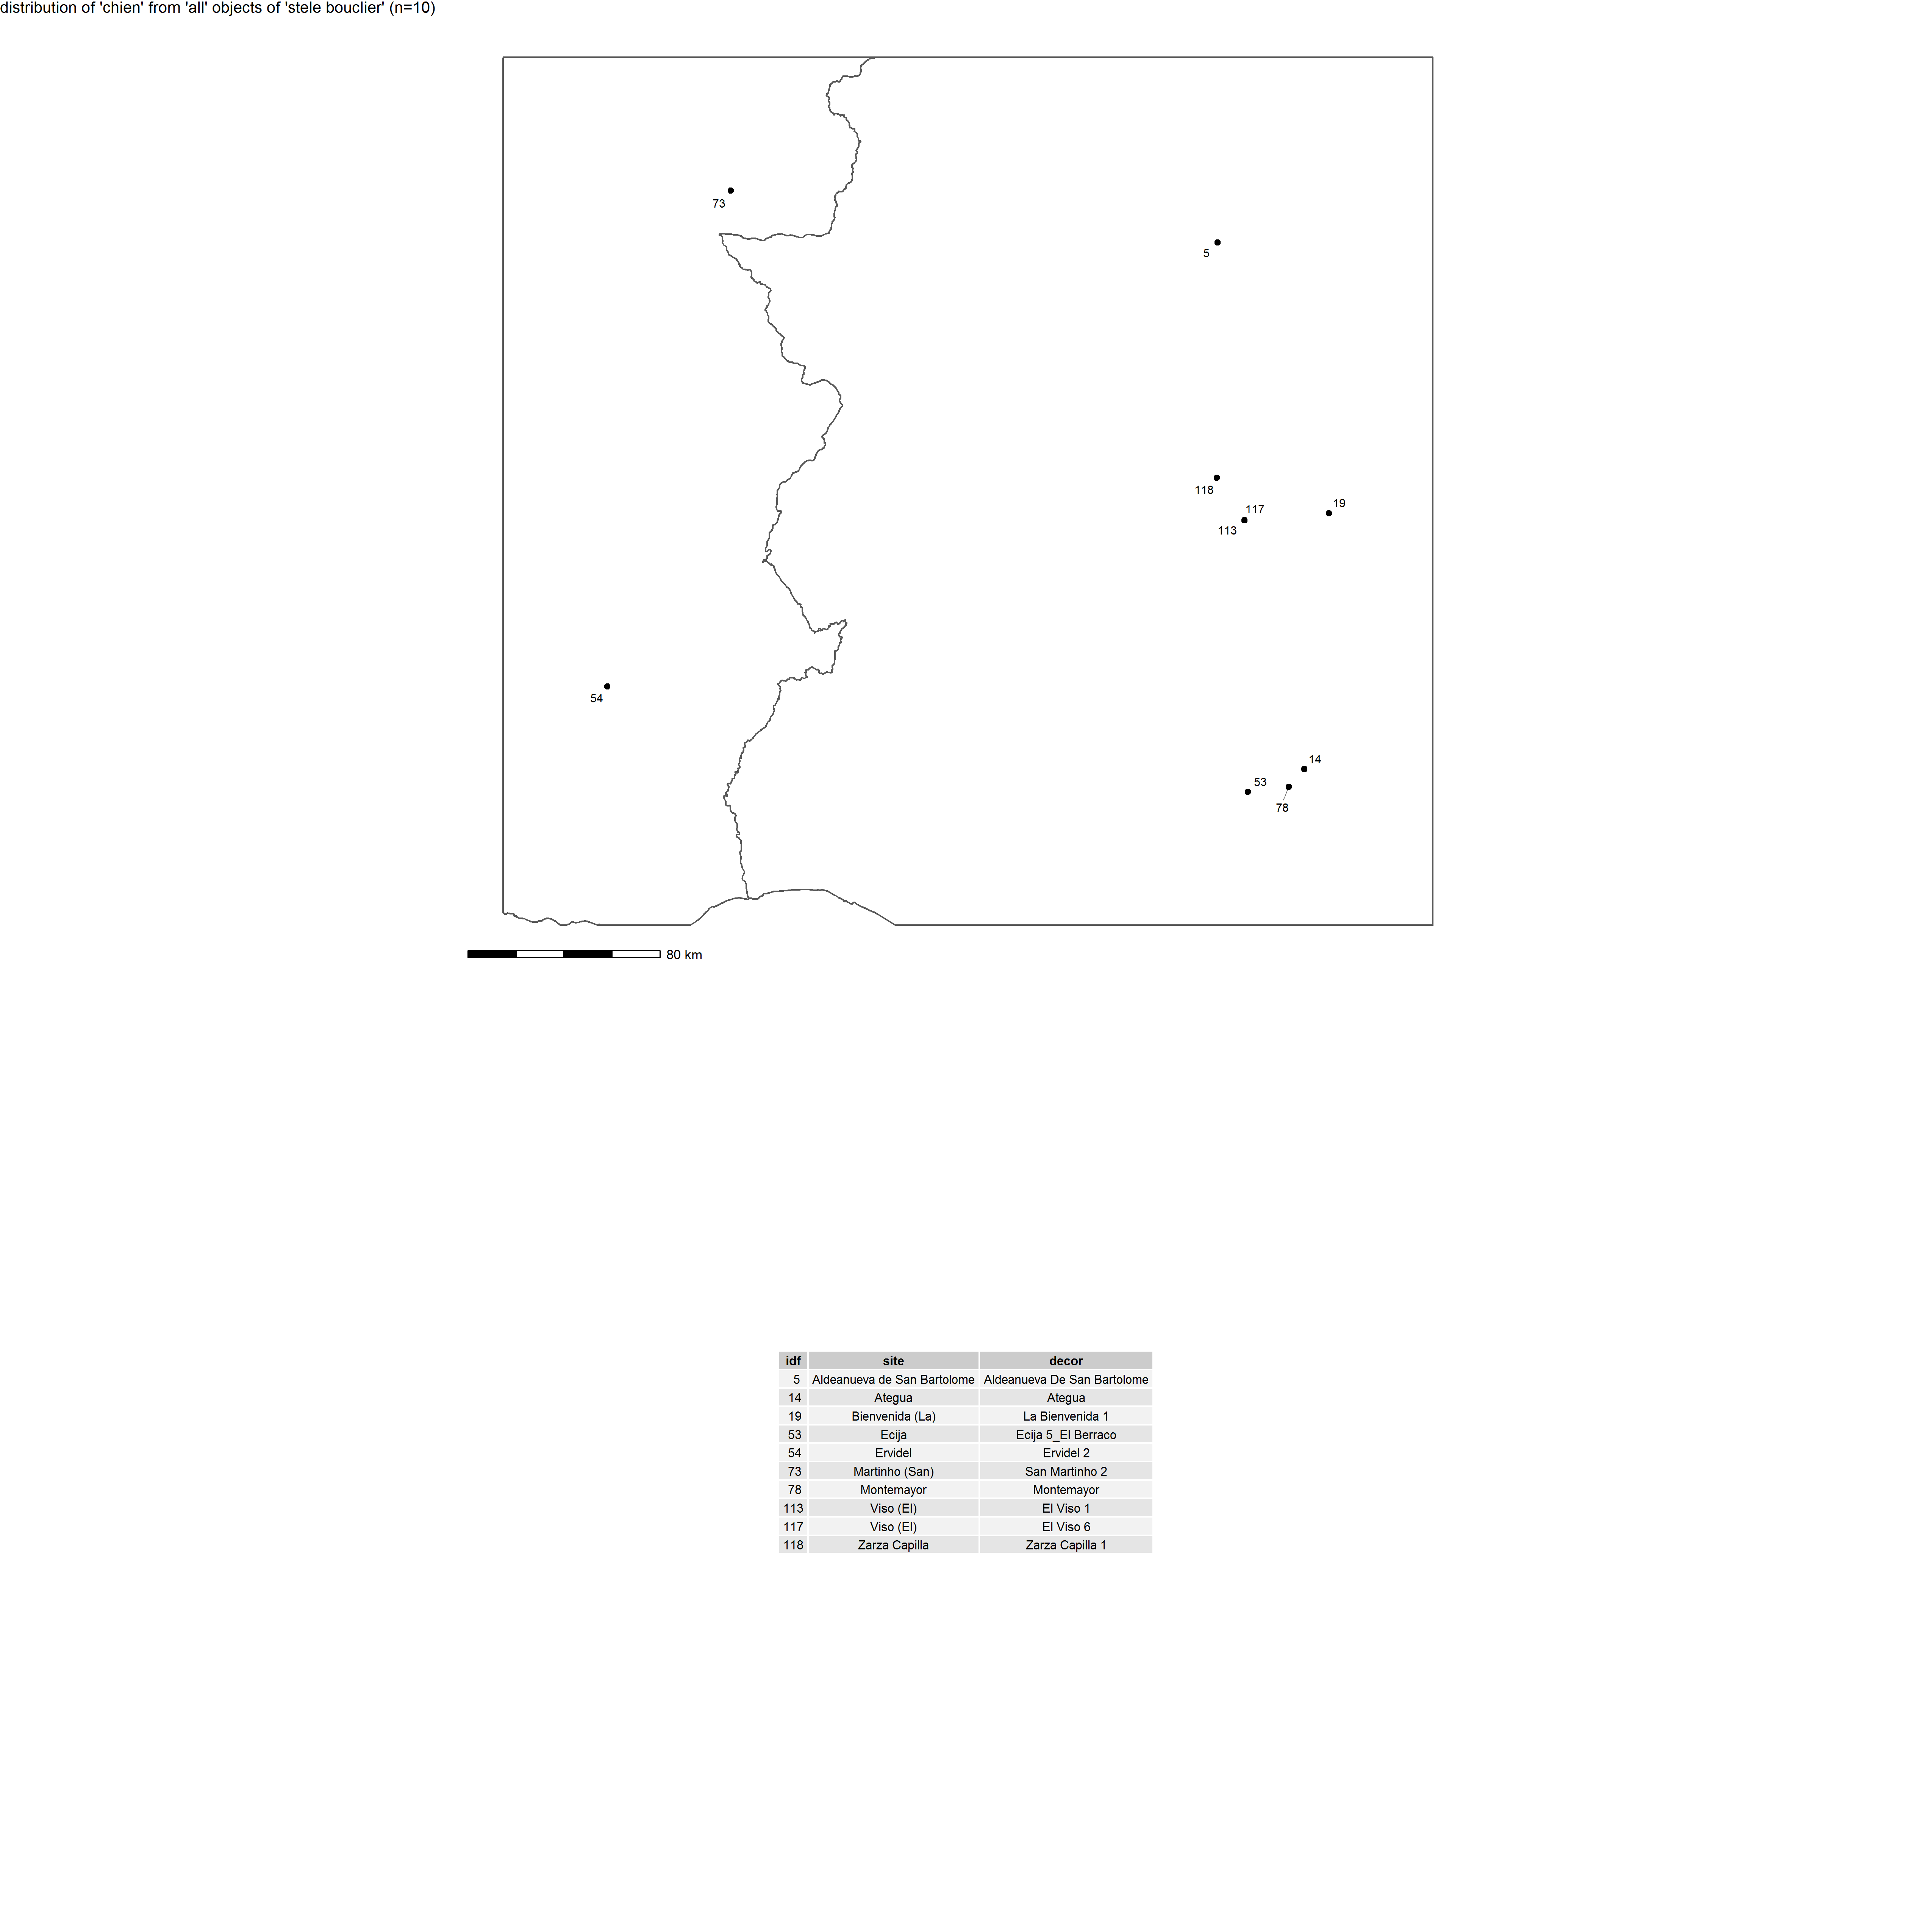 distribution of 'chien' from 'all' objects of 'stele bouclier' (n=10)
73
5
118
19
117
113
54
14
53
78
80 km
idf site decor
5 Aldeanueva de San Bartolome Aldeanueva De San Bartolome
14 Ategua Ategua
19 Bienvenida (La) La Bienvenida 1
53 Ecija Ecija 5_El Berraco
54 Ervidel Ervidel 2
73 Martinho (San) San Martinho 2
78 Montemayor Montemayor
113 Viso (El) El Viso 1
117 Viso (El) El Viso 6
118 Zarza Capilla Zarza Capilla 1